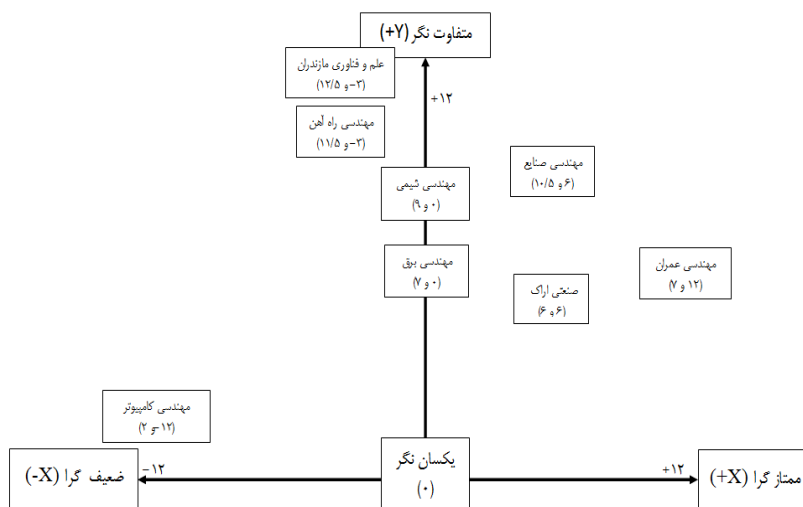 متفاوت نگر (Y+)
علم و فناوری مازندران
(۳- و ۱۲/۵)
+۱۲
مهندسی راه آهن
(۳- و ۱۱/۵)
مهندسی صنایع
(۶ و ۱۰/۵)
مهندسی شیمی
(۰ و ۹)
مهندسی برق
(۰ و ۷)
مهندسی عمران
(۱۲ و ۷)
صنعتی اراک
(۶ و ۶)
مهندسی کامپیوتر
(۱۲- و ۲)
ممتاز گرا (X+)
+۱۲
یکسان نگر
(۰)
−۱۲
ضعیف گرا (X-)